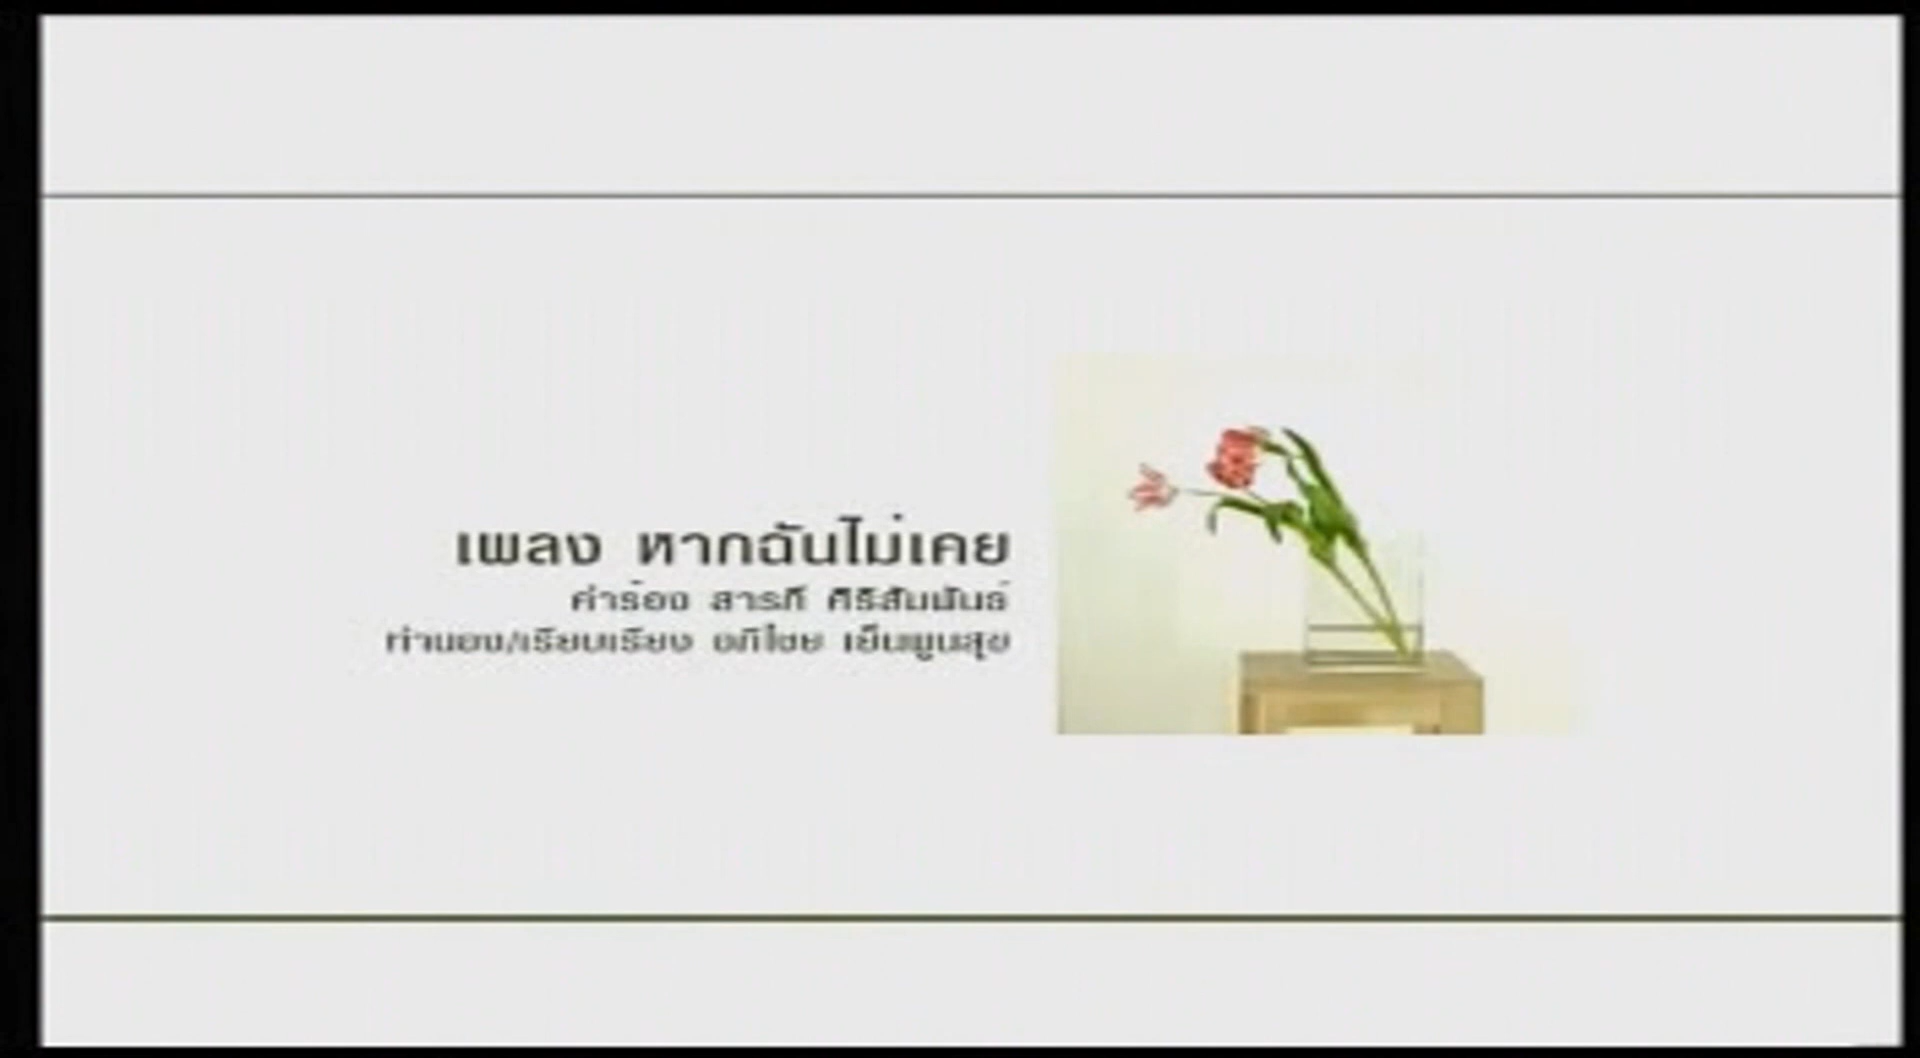 เพลง หากฉันไม่เคย
คำร้อง สารภี ศิริสัมพันธ์
ทำนอง/เรียบเรียง อภิไชย เย็นพูนสุข